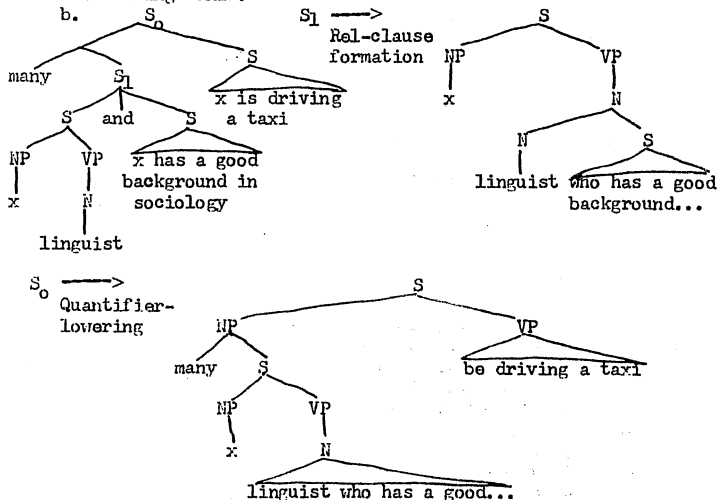 b. S₀ S₁ ⟶ S
Rel-clause NP VP
formation
many S₁ S
x is driving x
a taxi N
S and S
NP VP x has a good N S
background in
sociology
x N linguist who has a good
background...
linguist
S₀ ⟶ S
Quantifier-
lowering NP VP
many S be driving a taxi
NP VP
x N
linguist who has a good...